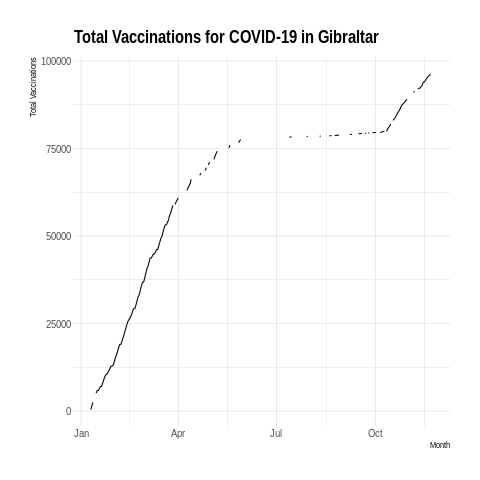 Total Vaccinations for COVID-19 in Gibraltar
Total Vaccinations
100000
75000
50000
25000
0
Jan Apr Jul Oct
Month